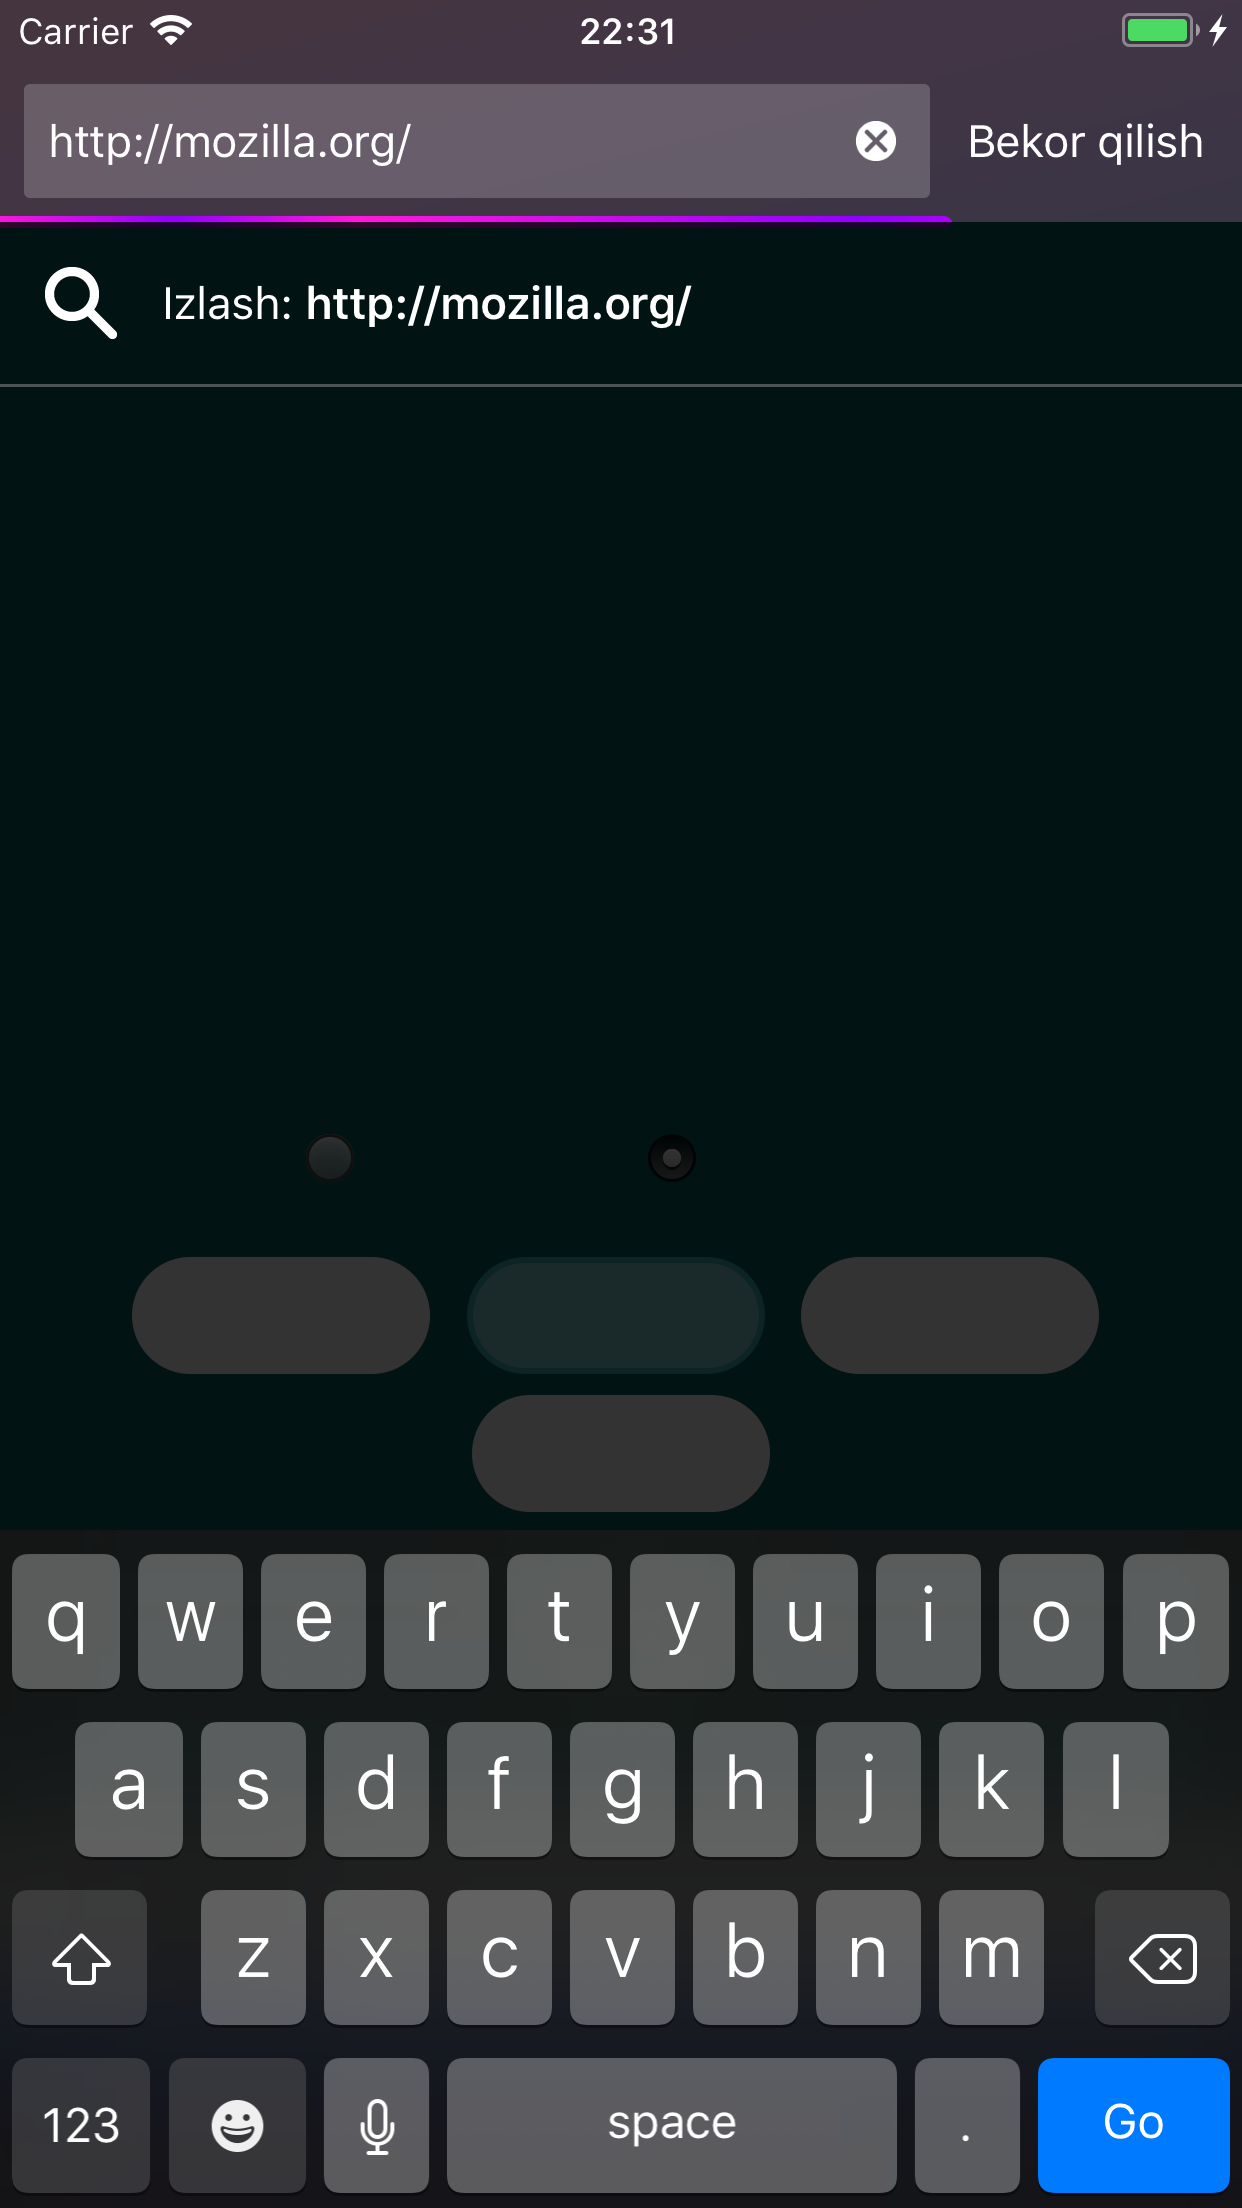 Carrier 22:31
http://mozilla.org/ Bekor qilish
Izlash: http://mozilla.org/
q w e r t y u i o p
a s d f g h j k l
z x c v b n m
123 space . Go